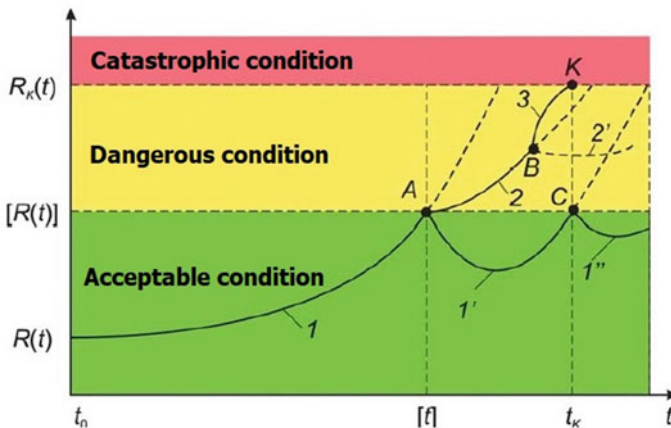 Catastrophic condition
R_K(t)
K
3
Dangerous condition
2'
B
A
2
C
[R(t)]
Acceptable condition
1'
1"
1
R(t)
t_0
[t]
t_K
t